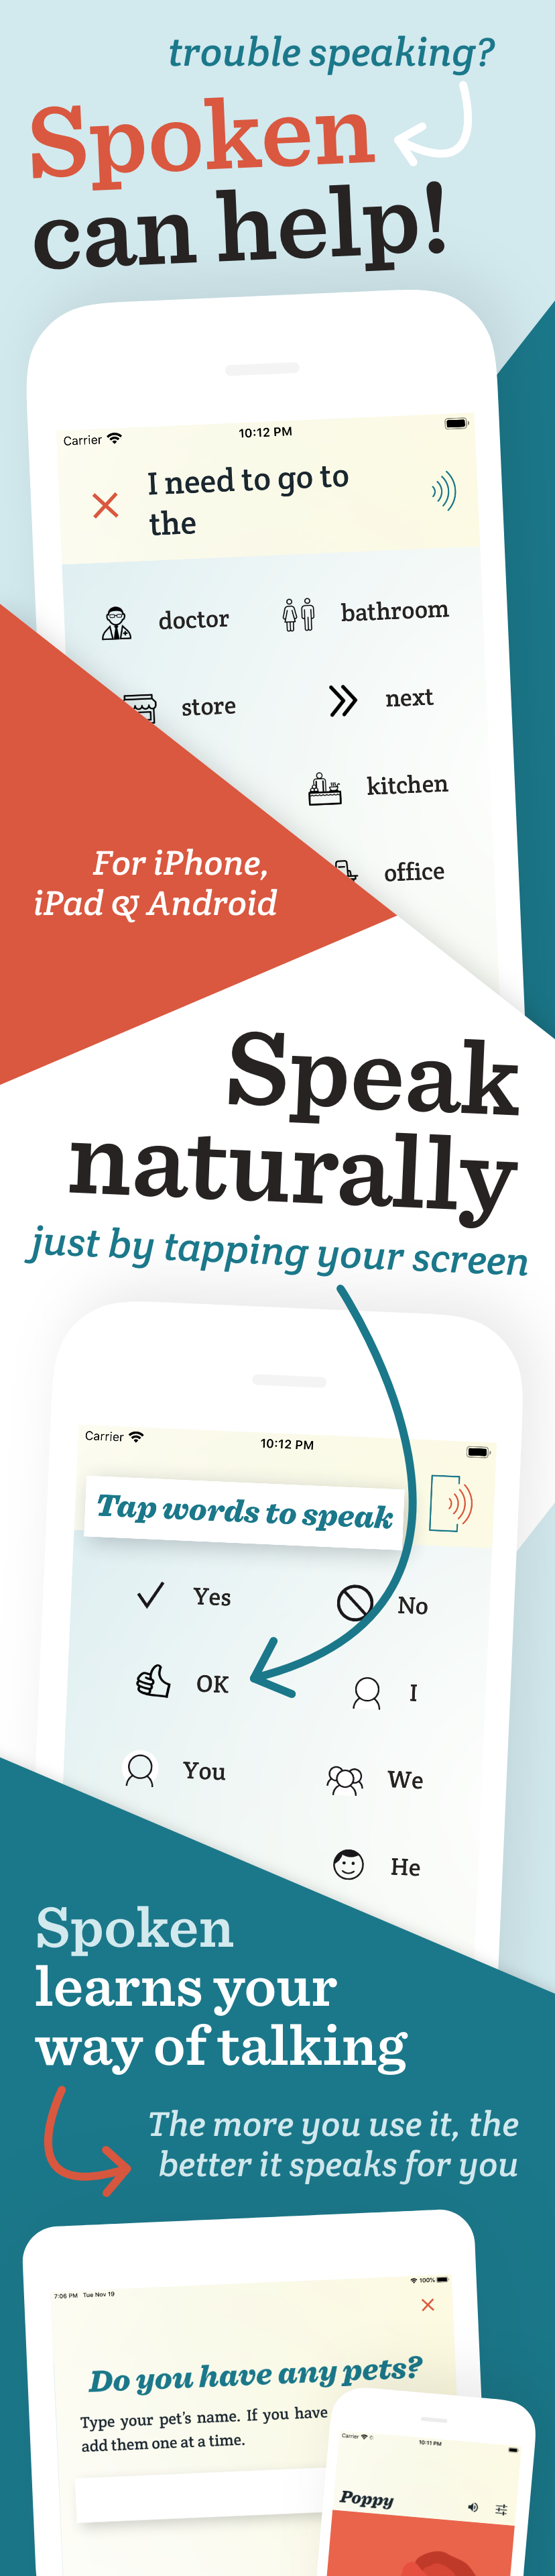 trouble speaking?
Spoken
can help!
Carrier 10:12 PM
I need to go to
the
doctor bathroom
store next
kitchen
office
For iPhone,
iPad & Android
Speak
naturally
just by tapping your screen
Carrier 10:12 PM
Tap words to speak
Yes No
OK I
You We
He
Spoken
learns your
way of talking
The more you use it, the
better it speaks for you
7:06 PM Tue Nov 19 100%
Do you have any pets?
Type your pet's name. If you have
add them one at a time.
Carrier 10:11 PM
Poppy